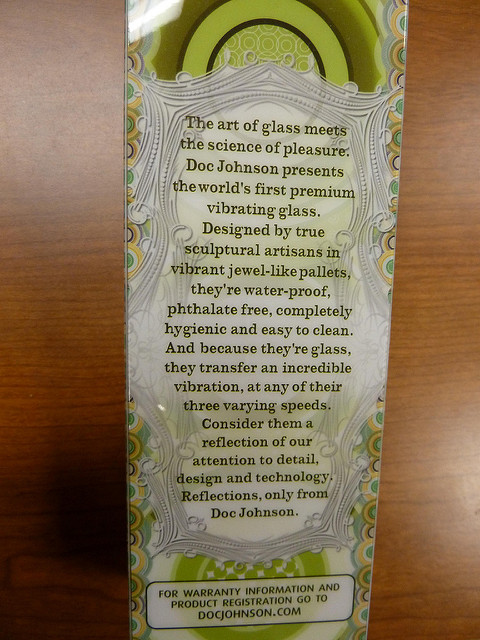 The art of glass meets
the science of pleasure.
Doc Johnson presents
the world's first premium
vibrating glass.
Designed by true
sculptural artisans in
vibrant jewel-like pallets,
they're water-proof,
phthalate free, completely
hygienic and easy to clean.
And because they're glass,
they transfer an incredible
vibration, at any of their
three varying speeds.
Consider them a
reflection of our
attention to detail,
design and technology.
Reflections, only from
Doc Johnson.
FOR WARRANTY INFORMATION AND
PRODUCT REGISTRATION GO TO
DOCJOHNSON.COM